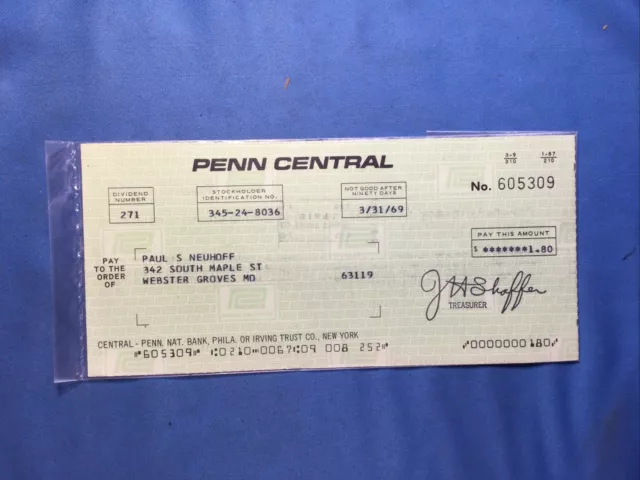 PENN CENTRAL
3-9
310
1-67
210
No. 605309
DIVIDEND NUMBER
271
STOCKHOLDER IDENTIFICATION NO.
345-24-8036
NOT GOOD AFTER NINETY DAYS
3/31/69
PAY THIS AMOUNT
$ *******1.80
PAY TO THE ORDER OF
PAUL S NEUHOFF
342 SOUTH MAPLE ST
WEBSTER GROVES MO 63119
J H Shaffer
TREASURER
CENTRAL - PENN. NAT. BANK, PHILA. OR IRVING TRUST CO., NEW YORK
⑈605309⑈ ⑆0210⑉0067⑆09 008 252⑈ ⑇0000000180⑇